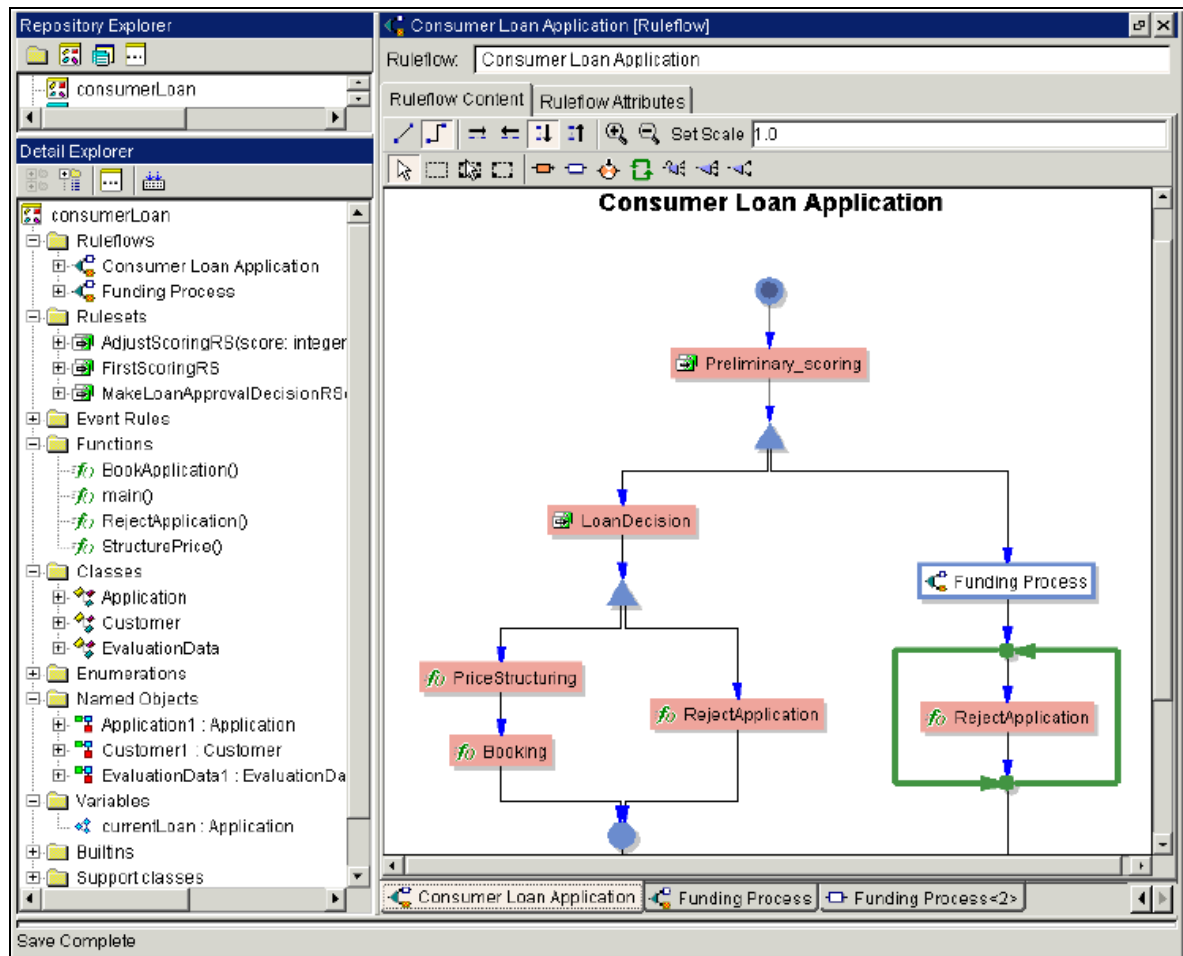 Repository Explorer
consumerLoan
Detail Explorer
consumerLoan
Ruleflows
Consumer Loan Application
Funding Process
Rulesets
AdjustScoringRS(score: integer
FirstScoringRS
MakeLoanApprovalDecisionRS(
Event Rules
Functions
BookApplication()
main()
RejectApplication()
StructurePrice()
Classes
Application
Customer
EvaluationData
Enumerations
Named Objects
Application1 : Application
Customer1 : Customer
EvaluationData1 : EvaluationDa
Variables
currentLoan : Application
Builtins
Support classes
Consumer Loan Application [Ruleflow]
Ruleflow: Consumer Loan Application
Ruleflow Content Ruleflow Attributes
Set Scale 1.0
Consumer Loan Application
Preliminary_scoring
LoanDecision
Funding Process
PriceStructuring
RejectApplication
RejectApplication
Booking
Consumer Loan Application Funding Process Funding Process<2>
Save Complete